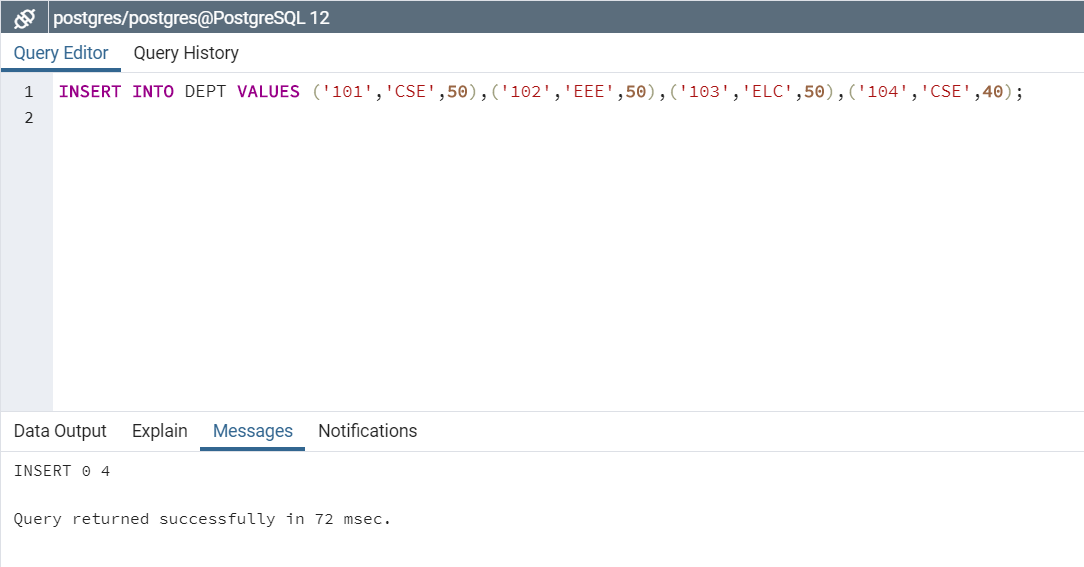 postgres/postgres@PostgreSQL 12
Query Editor Query History
1 INSERT INTO DEPT VALUES ('101','CSE',50),('102','EEE',50),('103','ELC',50),('104','CSE',40);
2
Data Output Explain Messages Notifications
INSERT 0 4
Query returned successfully in 72 msec.